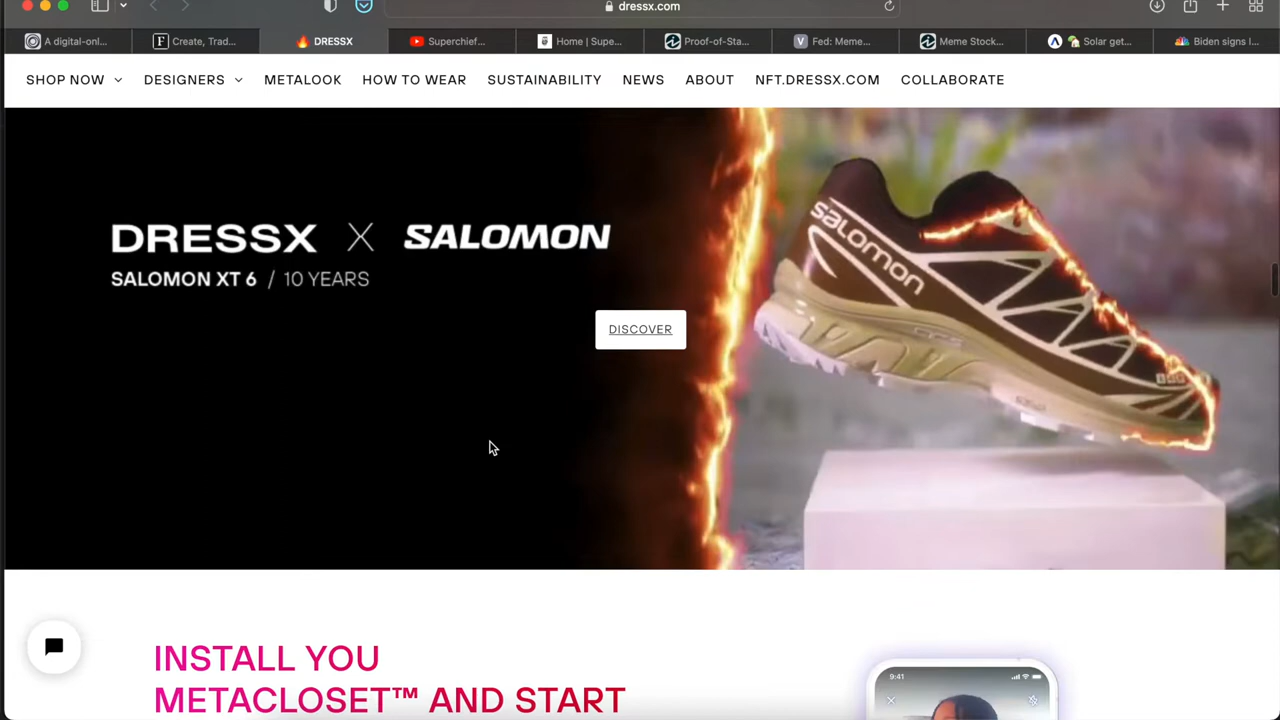 dressx.com
A digital-onl...
Create, Trad...
DRESSX
Superchief...
Home | Supe...
Proof-of-Sta...
Fed: Meme...
Meme Stock...
Solar get...
Biden signs I...
SHOP NOW
DESIGNERS
METALOOK
HOW TO WEAR
SUSTAINABILITY
NEWS
ABOUT
NFT.DRESSX.COM
COLLABORATE
DRESSX X SALOMON
SALOMON XT 6 / 10 YEARS
DISCOVER
salomon
INSTALL YOU
METACLOSET™ AND START
9:41